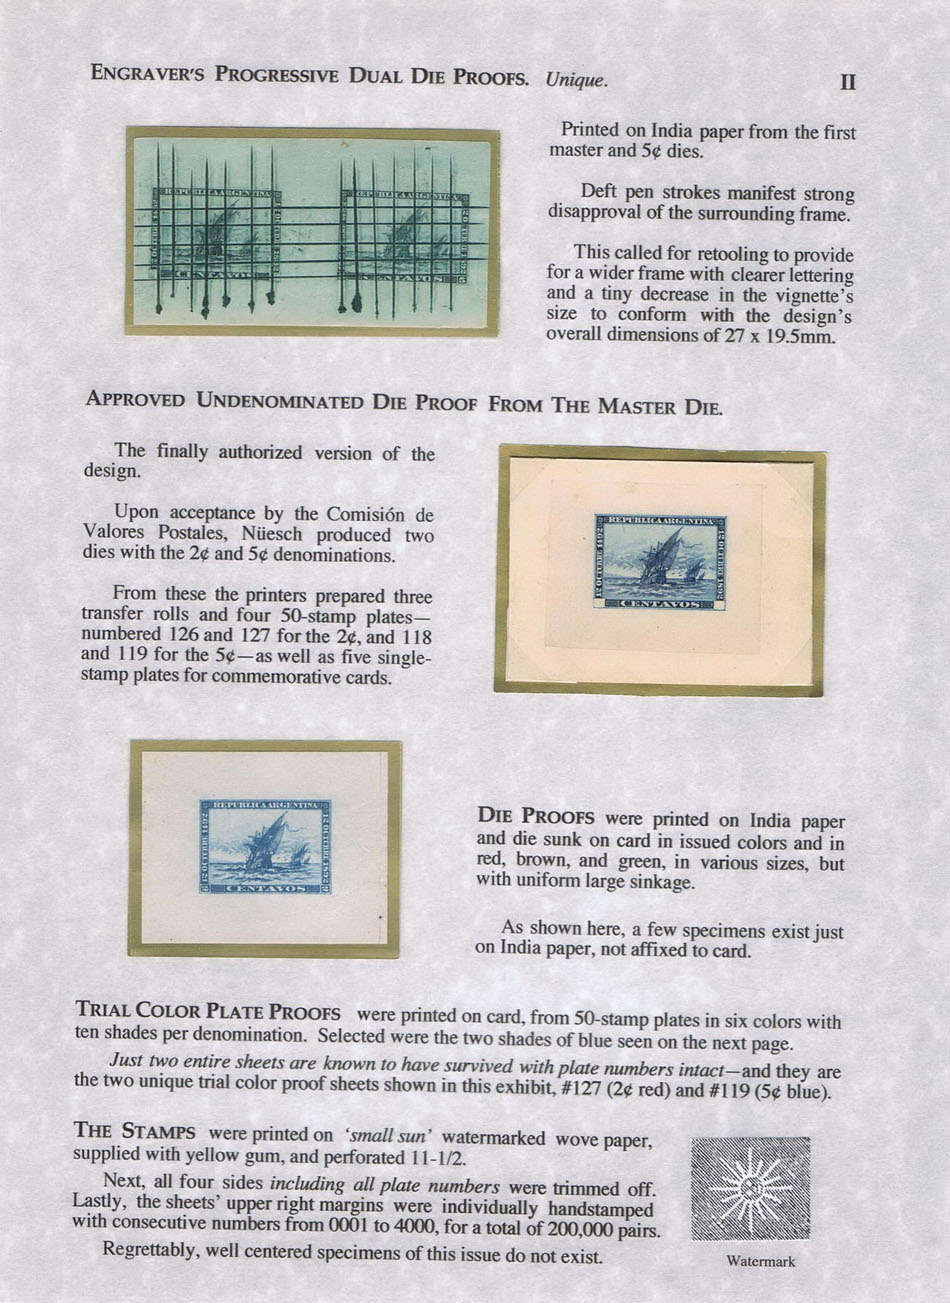 ENGRAVER'S PROGRESSIVE DUAL DIE PROOFS. Unique.
II
REPUBLICA ARGENTINA
CENTAVO
REPUBLICA ARGENTINA
CENTAVOS
Printed on India paper from the first
master and 5¢ dies.
Deft pen strokes manifest strong
disapproval of the surrounding frame.
This called for retooling to provide
for a wider frame with clearer lettering
and a tiny decrease in the vignette's
size to conform with the design's
overall dimensions of 27 x 19.5mm.
APPROVED UNDENOMINATED DIE PROOF FROM THE MASTER DIE.
The finally authorized version of the
design.
Upon acceptance by the Comisión de
Valores Postales, Nüesch produced two
dies with the 2¢ and 5¢ denominations.
From these the printers prepared three
transfer rolls and four 50-stamp plates—
numbered 126 and 127 for the 2¢, and 118
and 119 for the 5¢—as well as five single-
stamp plates for commemorative cards.
REPUBLICA ARGENTINA
12 OCTUBRE 1492
12 OCTUBRE 1892
CENTAVOS
REPUBLICA ARGENTINA
12 OCTUBRE 1492
12 OCTUBRE 1892
CENTAVOS
DIE PROOFS were printed on India paper
and die sunk on card in issued colors and in
red, brown, and green, in various sizes, but
with uniform large sinkage.
As shown here, a few specimens exist just
on India paper, not affixed to card.
TRIAL COLOR PLATE PROOFS were printed on card, from 50-stamp plates in six colors with
ten shades per denomination. Selected were the two shades of blue seen on the next page.
Just two entire sheets are known to have survived with plate numbers intact—and they are
the two unique trial color proof sheets shown in this exhibit, #127 (2¢ red) and #119 (5¢ blue).
THE STAMPS were printed on 'small sun' watermarked wove paper,
supplied with yellow gum, and perforated 11-1/2.
Next, all four sides including all plate numbers were trimmed off.
Lastly, the sheets' upper right margins were individually handstamped
with consecutive numbers from 0001 to 4000, for a total of 200,000 pairs.
Regrettably, well centered specimens of this issue do not exist.
Watermark